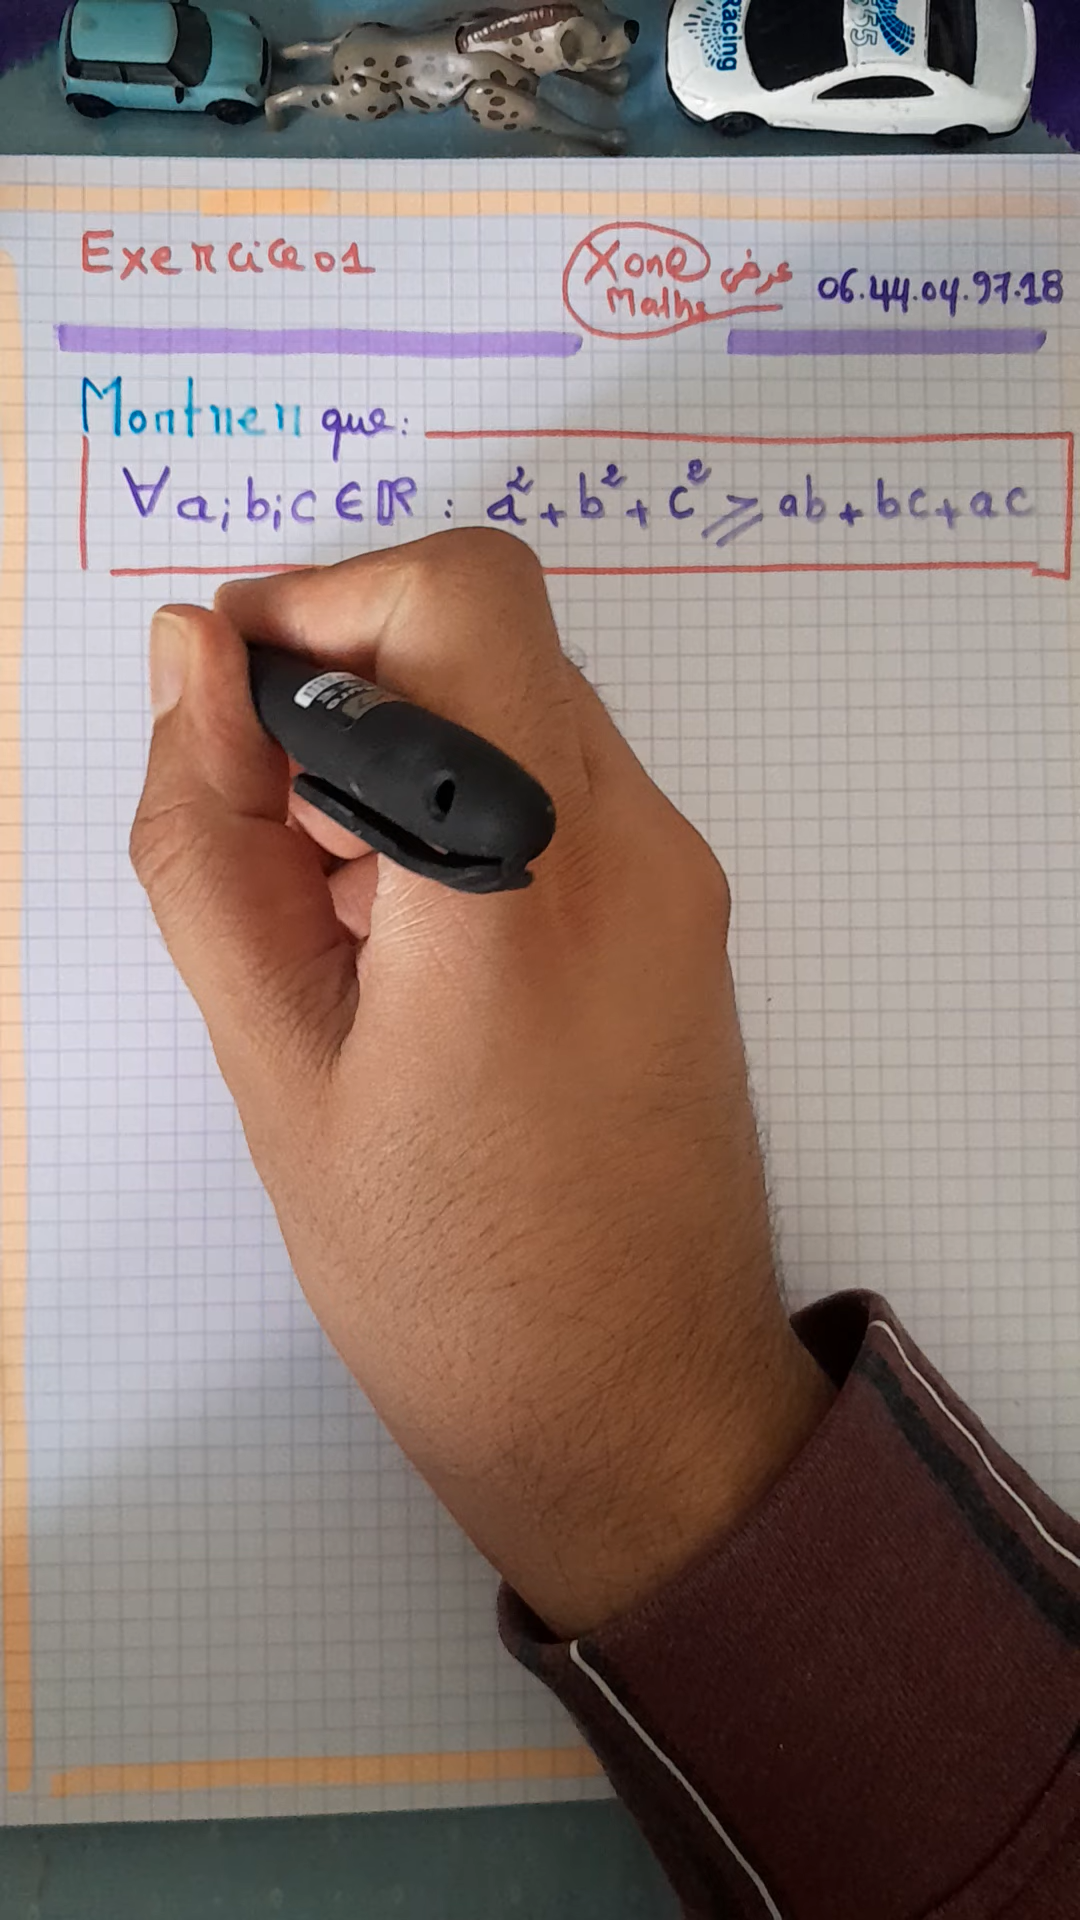 Racing
555
Exercice 01
Xone Maths عرض 06.44.04.97.18
Montrer que:
∀ a; b; c ∈ ℝ : a² + b² + c² ⩾ ab + bc + ac